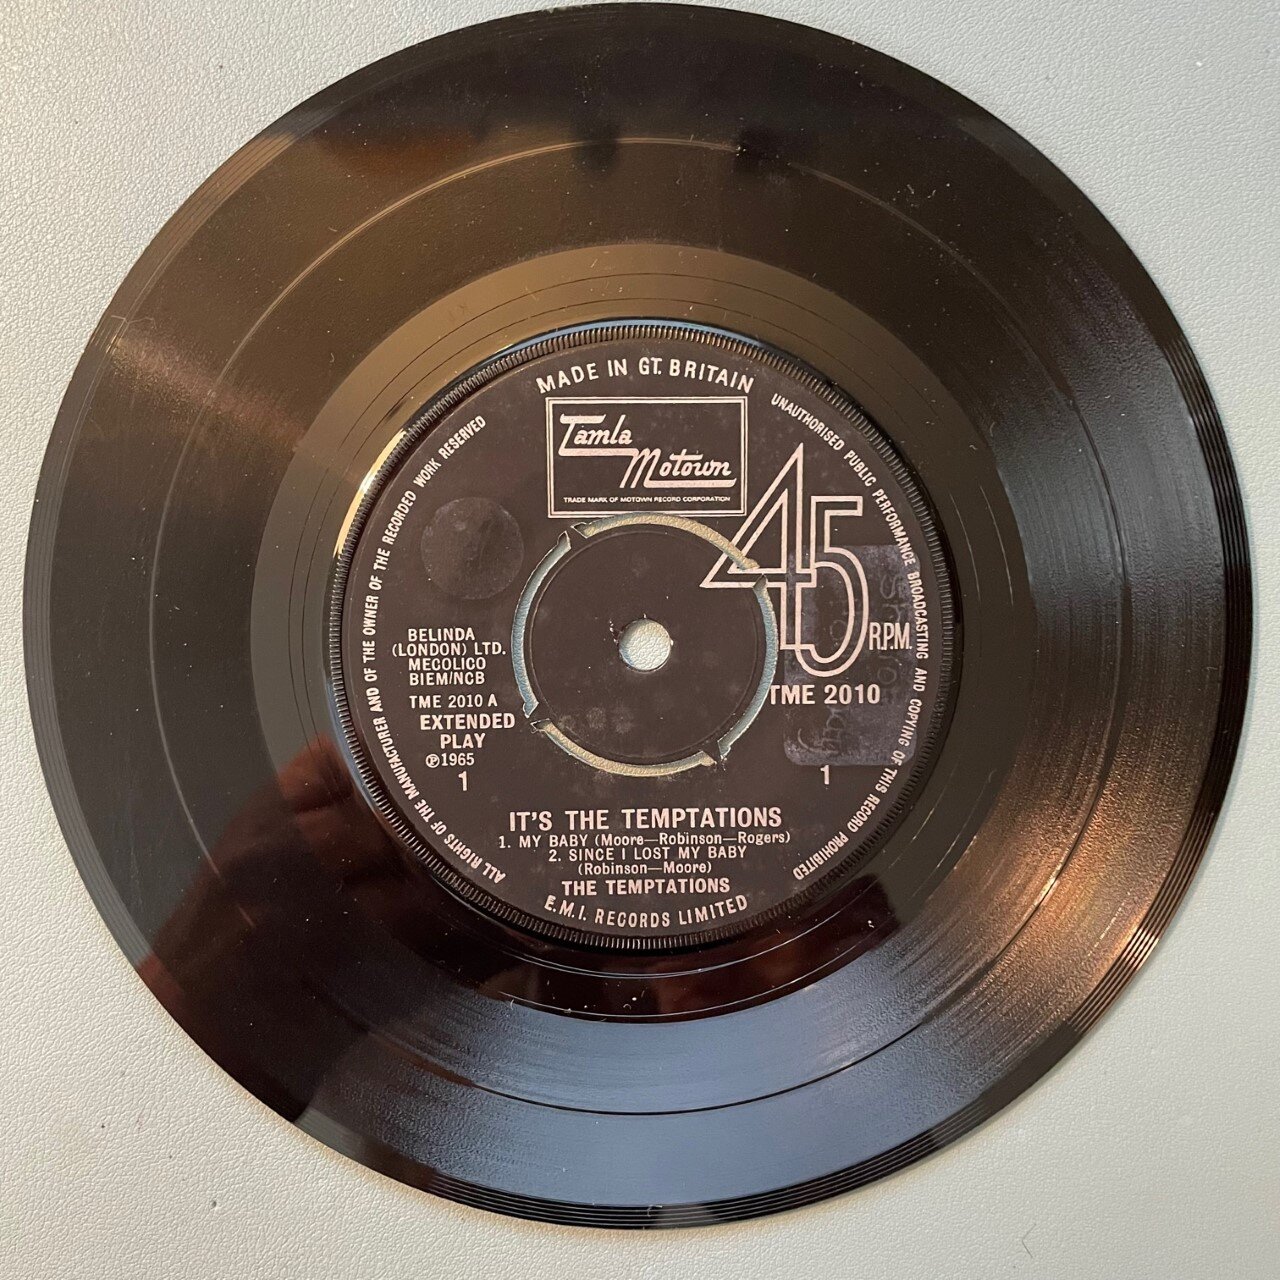 MADE IN GT. BRITAIN
Tamla
Motown
TRADE MARK OF MOTOWN RECORD CORPORATION
UNAUTHORISED PUBLIC PERFORMANCE BROADCASTING AND COPYING OF THIS RECORD PROHIBITED
ALL RIGHTS OF THE MANUFACTURER AND OF THE OWNER OF THE RECORDED WORK RESERVED
45
R.P.M.
BELINDA
(LONDON) LTD.
MECOLICO
BIEM/NCB
TME 2010 A
EXTENDED
PLAY
℗1965
1
TME 2010
1
IT'S THE TEMPTATIONS
1. MY BABY (Moore—Robinson—Rogers)
2. SINCE I LOST MY BABY
(Robinson—Moore)
THE TEMPTATIONS
E.M.I. RECORDS LIMITED